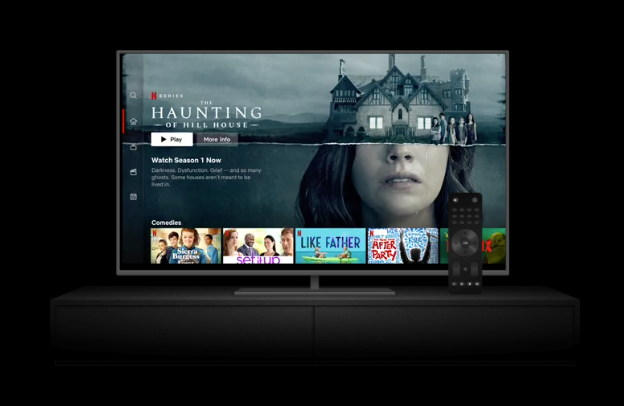 N SERIES
THE
HAUNTING
OF HILL HOUSE
Play
More Info
Watch Season 1 Now
Darkness. Dysfunction. Grief — and so many
ghosts. Some houses aren't meant to be
lived in.
Comedies
Sierra
Burgess
set it up
LIKE FATHER
THE
AFTER
PARTY